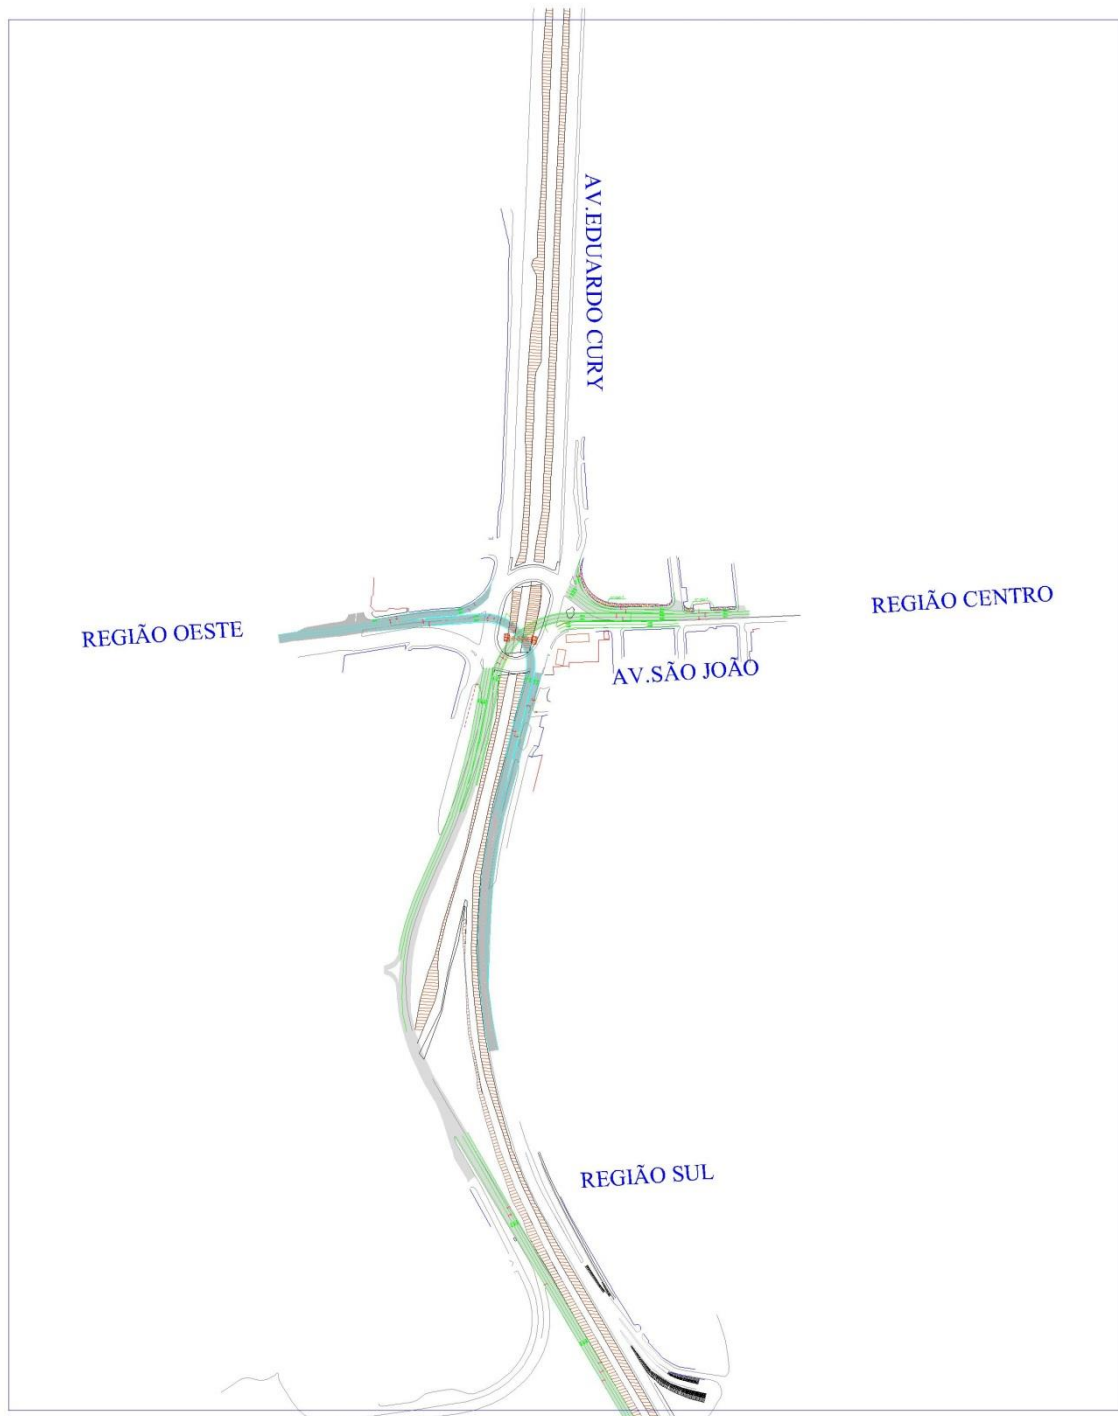 AV.EDUARDO CURY
REGIÃO CENTRO
REGIÃO OESTE
AV.SÃO JOÃO
REGIÃO SUL